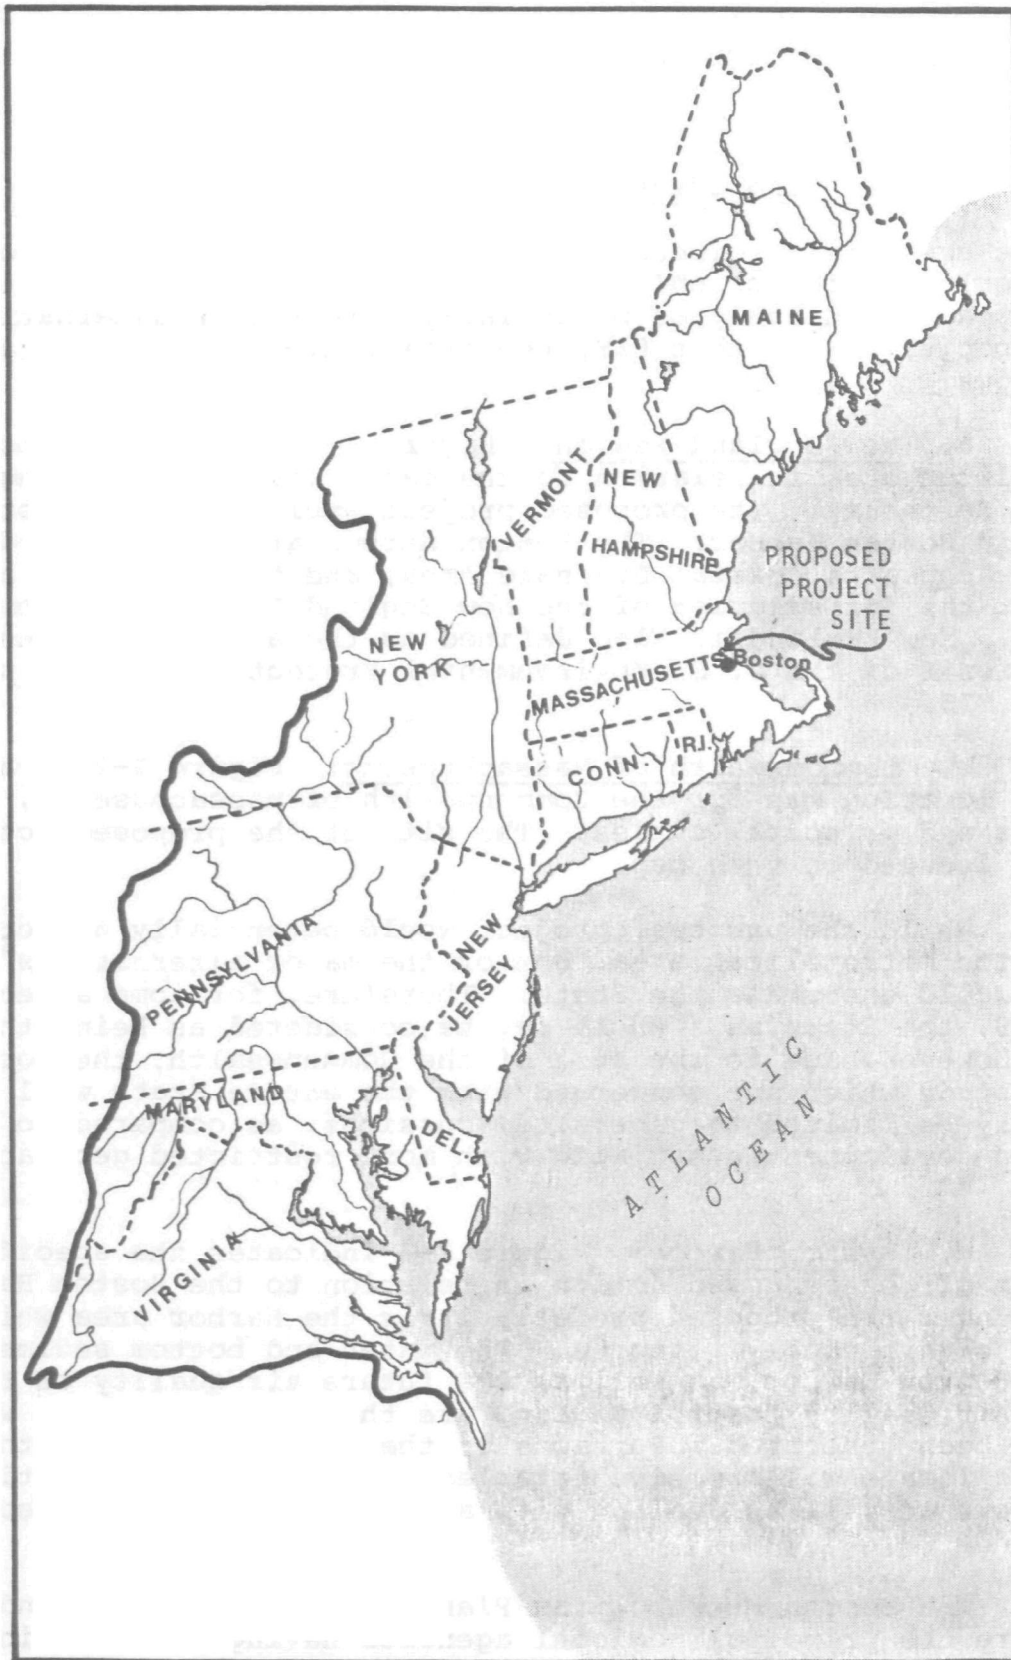 MAINE
VERMONT
NEW
HAMPSHIRE
PROPOSED
PROJECT
SITE
NEW
YORK
MASSACHUSETTS
Boston
CONN.
R.I.
PENNSYLVANIA
NEW
JERSEY
MARYLAND
DEL.
ATLANTIC
OCEAN
VIRGINIA